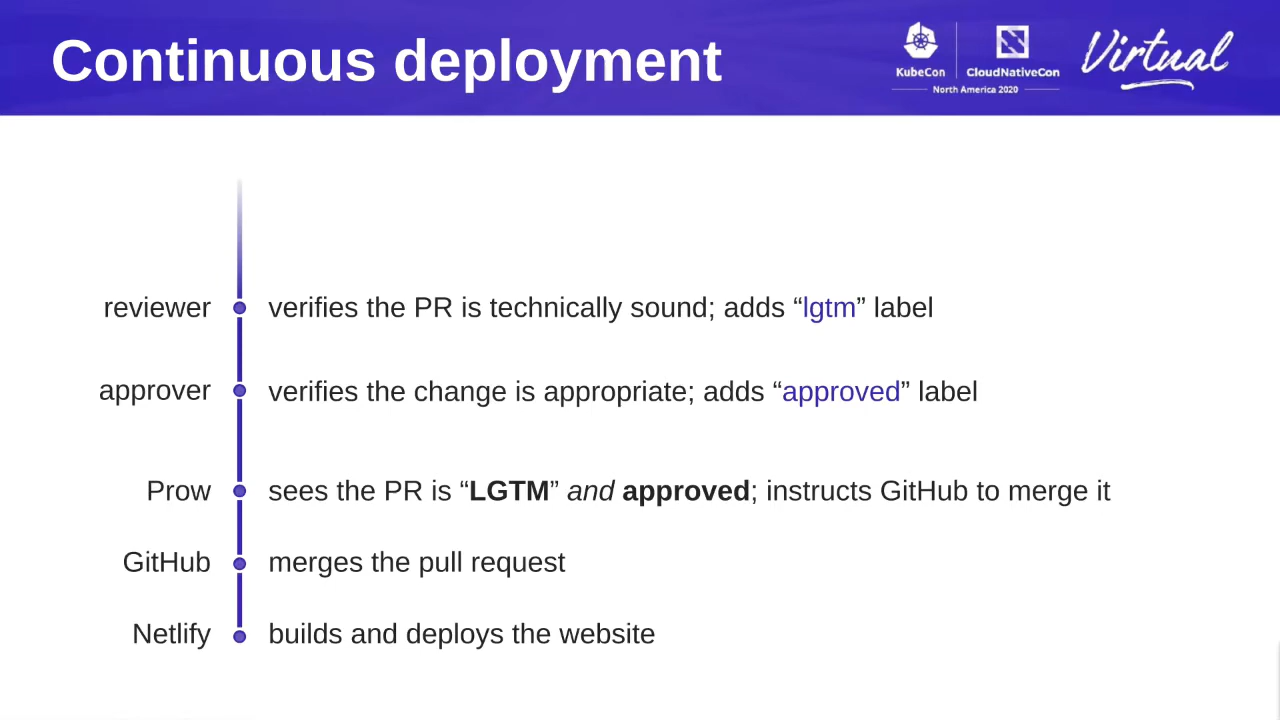 Continuous deployment
KubeCon
CloudNativeCon
North America 2020
Virtual
reviewer verifies the PR is technically sound; adds “lgtm” label
approver verifies the change is appropriate; adds “approved” label
Prow sees the PR is “LGTM” and approved; instructs GitHub to merge it
GitHub merges the pull request
Netlify builds and deploys the website